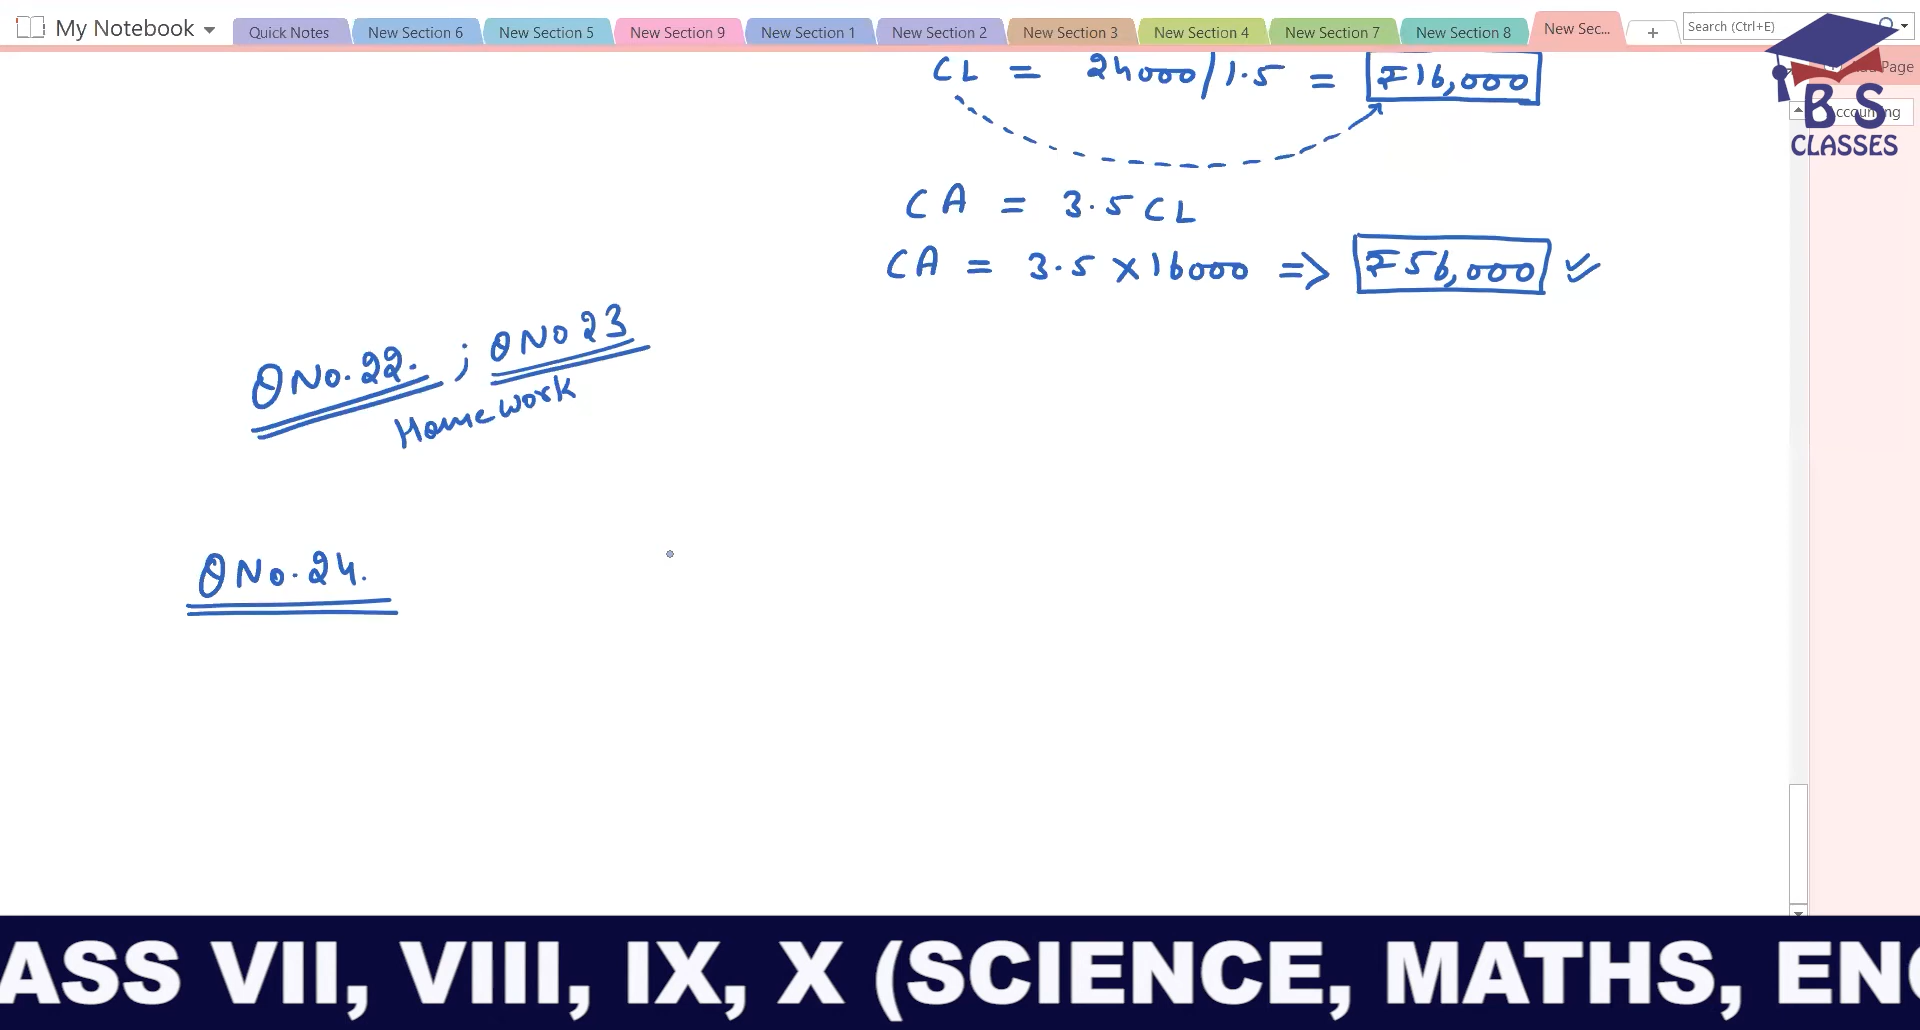 My Notebook
Quick Notes
New Section 6
New Section 5
New Section 9
New Section 1
New Section 2
New Section 3
New Section 4
New Section 7
New Section 8
New Sec...
+
Search (Ctrl+E)
Page
Accounting
BS
CLASSES
CL = 24000/1.5 = ₹16,000
CA = 3.5 CL
CA = 3.5 × 16000 => ₹56,000
QNo.22. ; QNO 23
Homework
QNo.24.
ASS VII, VIII, IX, X (SCIENCE, MATHS, EN